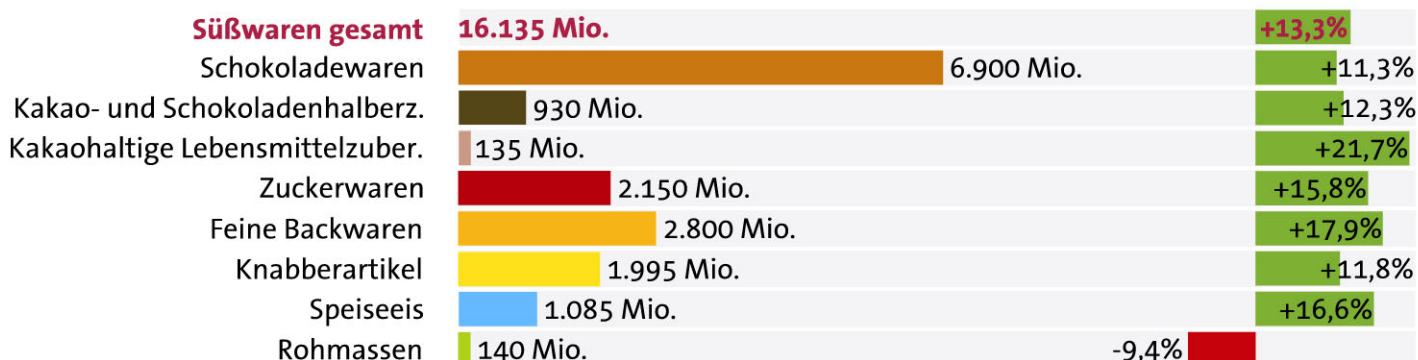 Süßwaren gesamt 16.135 Mio. +13,3%
Schokoladewaren 6.900 Mio. +11,3%
Kakao- und Schokoladenhalberz. 930 Mio. +12,3%
Kakaohaltige Lebensmittelzuber. 135 Mio. +21,7%
Zuckerwaren 2.150 Mio. +15,8%
Feine Backwaren 2.800 Mio. +17,9%
Knabberartikel 1.995 Mio. +11,8%
Speiseeis 1.085 Mio. +16,6%
Rohmassen 140 Mio. -9,4%